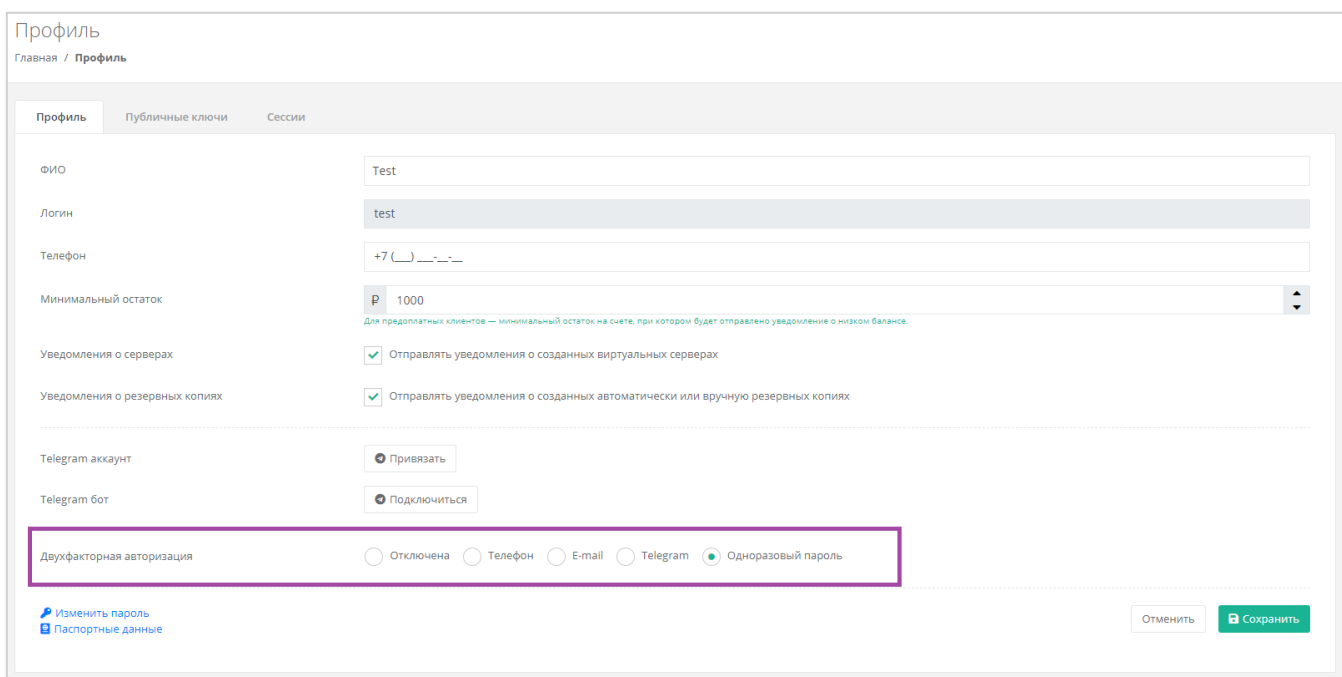 Профиль
Главная / Профиль
Профиль Публичные ключи Сессии
ФИО Test
Логин test
Телефон +7 (___) ___-__-__
Минимальный остаток ₽ 1000
Для предоплатных клиентов — минимальный остаток на счете, при котором будет отправлено уведомление о низком балансе.
Уведомления о серверах Отправлять уведомления о созданных виртуальных серверах
Уведомления о резервных копиях Отправлять уведомления о созданных автоматически или вручную резервных копиях
Telegram аккаунт Привязать
Telegram бот Подключиться
Двухфакторная авторизация Отключена Телефон E-mail Telegram Одноразовый пароль
Изменить пароль
Паспортные данные
Отменить Сохранить